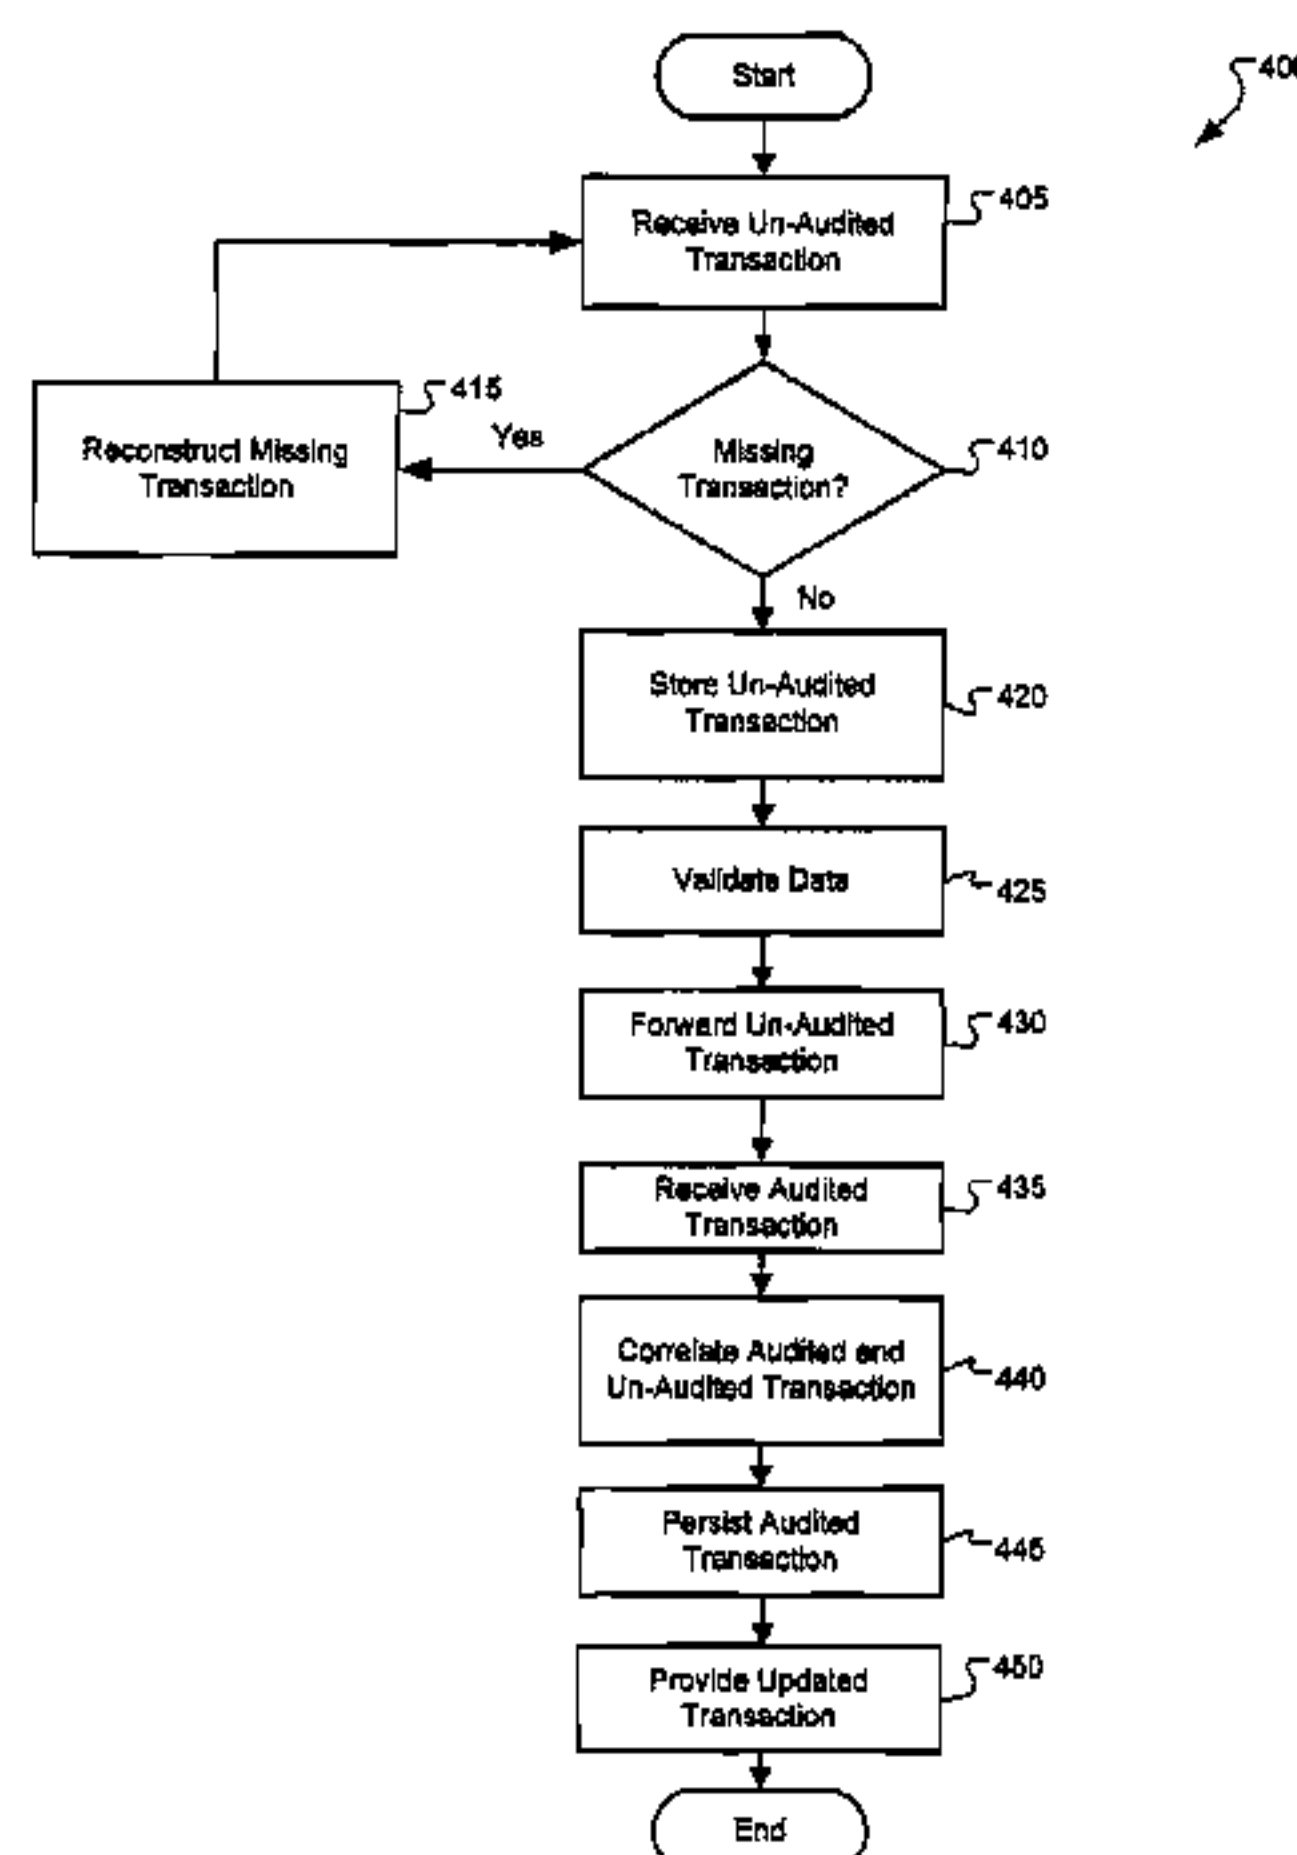 Start
400
Receive Un-Audited
Transaction
405
415
Reconstruct Missing
Transaction
Yes
Missing
Transaction?
410
No
Store Un-Audited
Transaction
420
Validate Data
425
Forward Un-Audited
Transaction
430
Receive Audited
Transaction
435
Correlate Audited and
Un-Audited Transaction
440
Persist Audited
Transaction
445
Provide Updated
Transaction
450
End